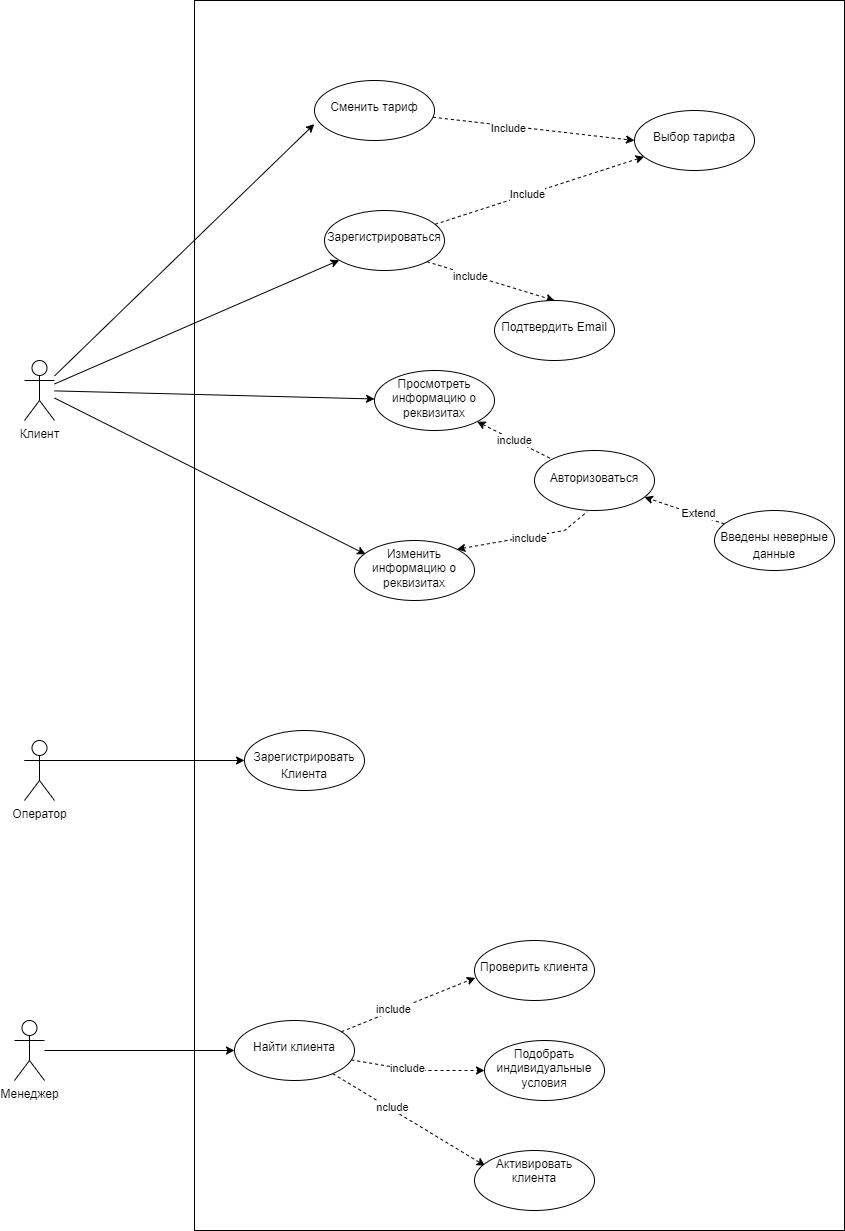 Сменить тариф
Include
Выбор тарифа
Include
Зарегистрироваться
include
Подтвердить Email
Клиент
Просмотреть
информацию о
реквизитах
include
Авторизоваться
Extend
include
Введены неверные
данные
Изменить
информацию о
реквизитах
Зарегистрировать
Клиента
Оператор
Проверить клиента
include
Найти клиента
Менеджер
include
Подобрать
индивидуальные
условия
nclude
Активировать
клиента